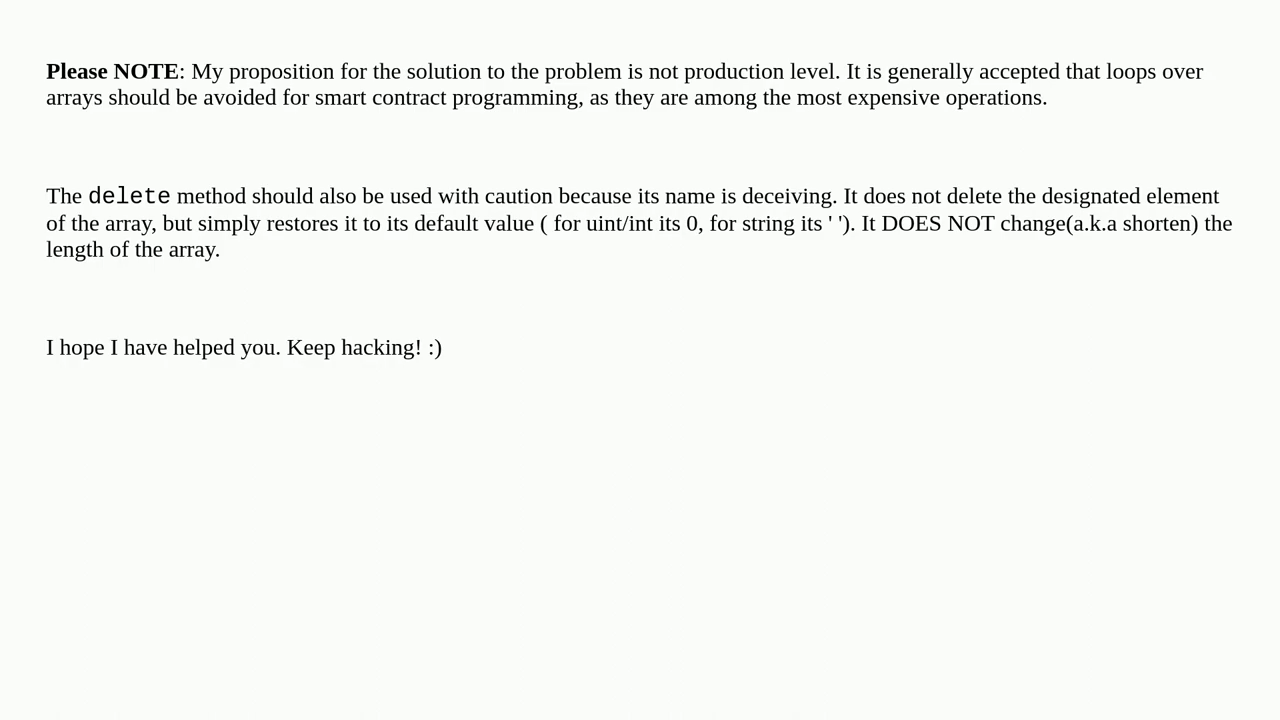 Please NOTE: My proposition for the solution to the problem is not production level. It is generally accepted that loops over
arrays should be avoided for smart contract programming, as they are among the most expensive operations.
The delete method should also be used with caution because its name is deceiving. It does not delete the designated element
of the array, but simply restores it to its default value ( for uint/int its 0, for string its ' '). It DOES NOT change(a.k.a shorten) the
length of the array.
I hope I have helped you. Keep hacking! :)